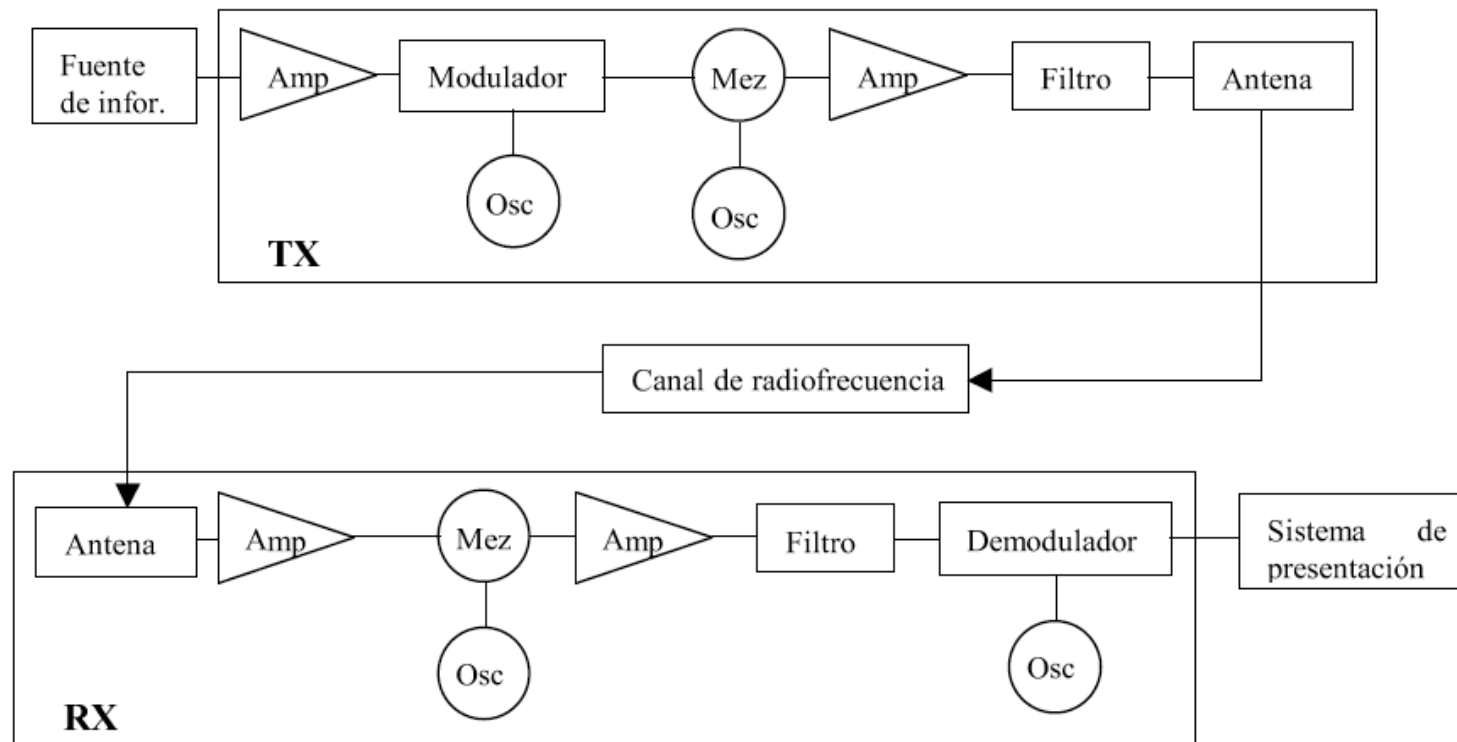 Fuente
de infor.
Amp
Modulador
Mez
Amp
Filtro
Antena
Osc
Osc
TX
Canal de radiofrecuencia
Antena
Amp
Mez
Amp
Filtro
Demodulador
Sistema de
presentación
Osc
Osc
RX